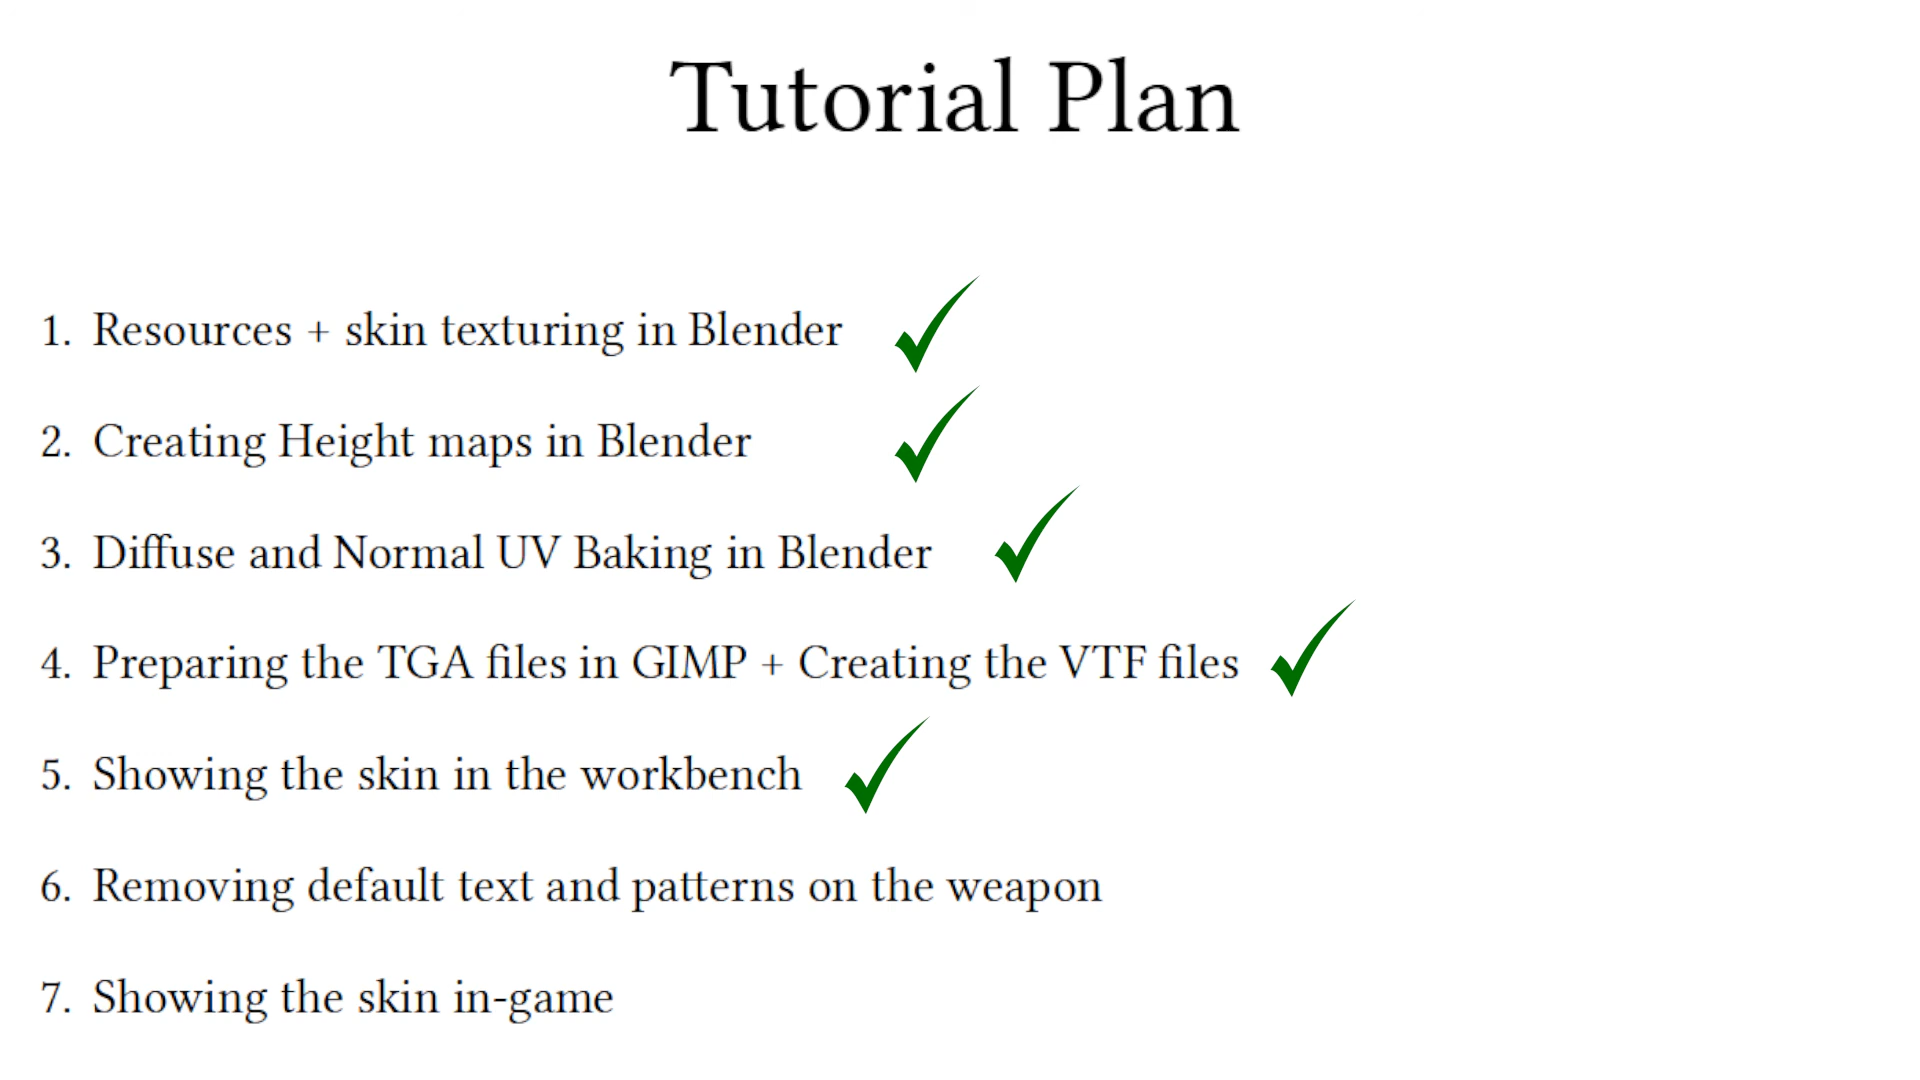 Tutorial Plan
1. Resources + skin texturing in Blender
2. Creating Height maps in Blender
3. Diffuse and Normal UV Baking in Blender
4. Preparing the TGA files in GIMP + Creating the VTF files
5. Showing the skin in the workbench
6. Removing default text and patterns on the weapon
7. Showing the skin in-game